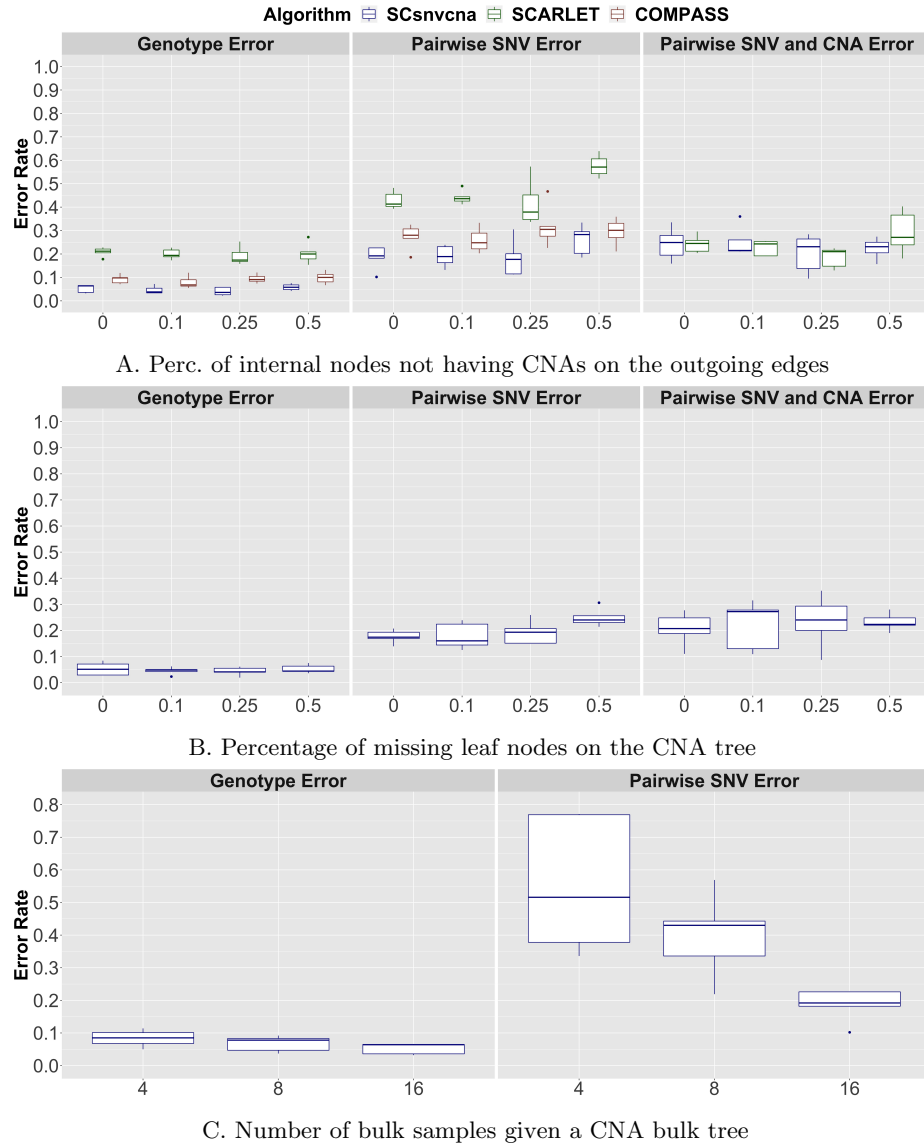 Algorithm SCsnvcna SCARLET COMPASS
Genotype Error Pairwise SNV Error Pairwise SNV and CNA Error
1.0
0.9
0.8
0.7
0.6
0.5
0.4
0.3
0.2
0.1
0.0
Error Rate
0 0.1 0.25 0.5 0 0.1 0.25 0.5 0 0.1 0.25 0.5
A. Perc. of internal nodes not having CNAs on the outgoing edges
Genotype Error Pairwise SNV Error Pairwise SNV and CNA Error
1.0
0.9
0.8
0.7
0.6
0.5
0.4
0.3
0.2
0.1
0.0
Error Rate
0 0.1 0.25 0.5 0 0.1 0.25 0.5 0 0.1 0.25 0.5
B. Percentage of missing leaf nodes on the CNA tree
Genotype Error Pairwise SNV Error
0.8
0.7
0.6
0.5
0.4
0.3
0.2
0.1
0.0
Error Rate
4 8 16 4 8 16
C. Number of bulk samples given a CNA bulk tree